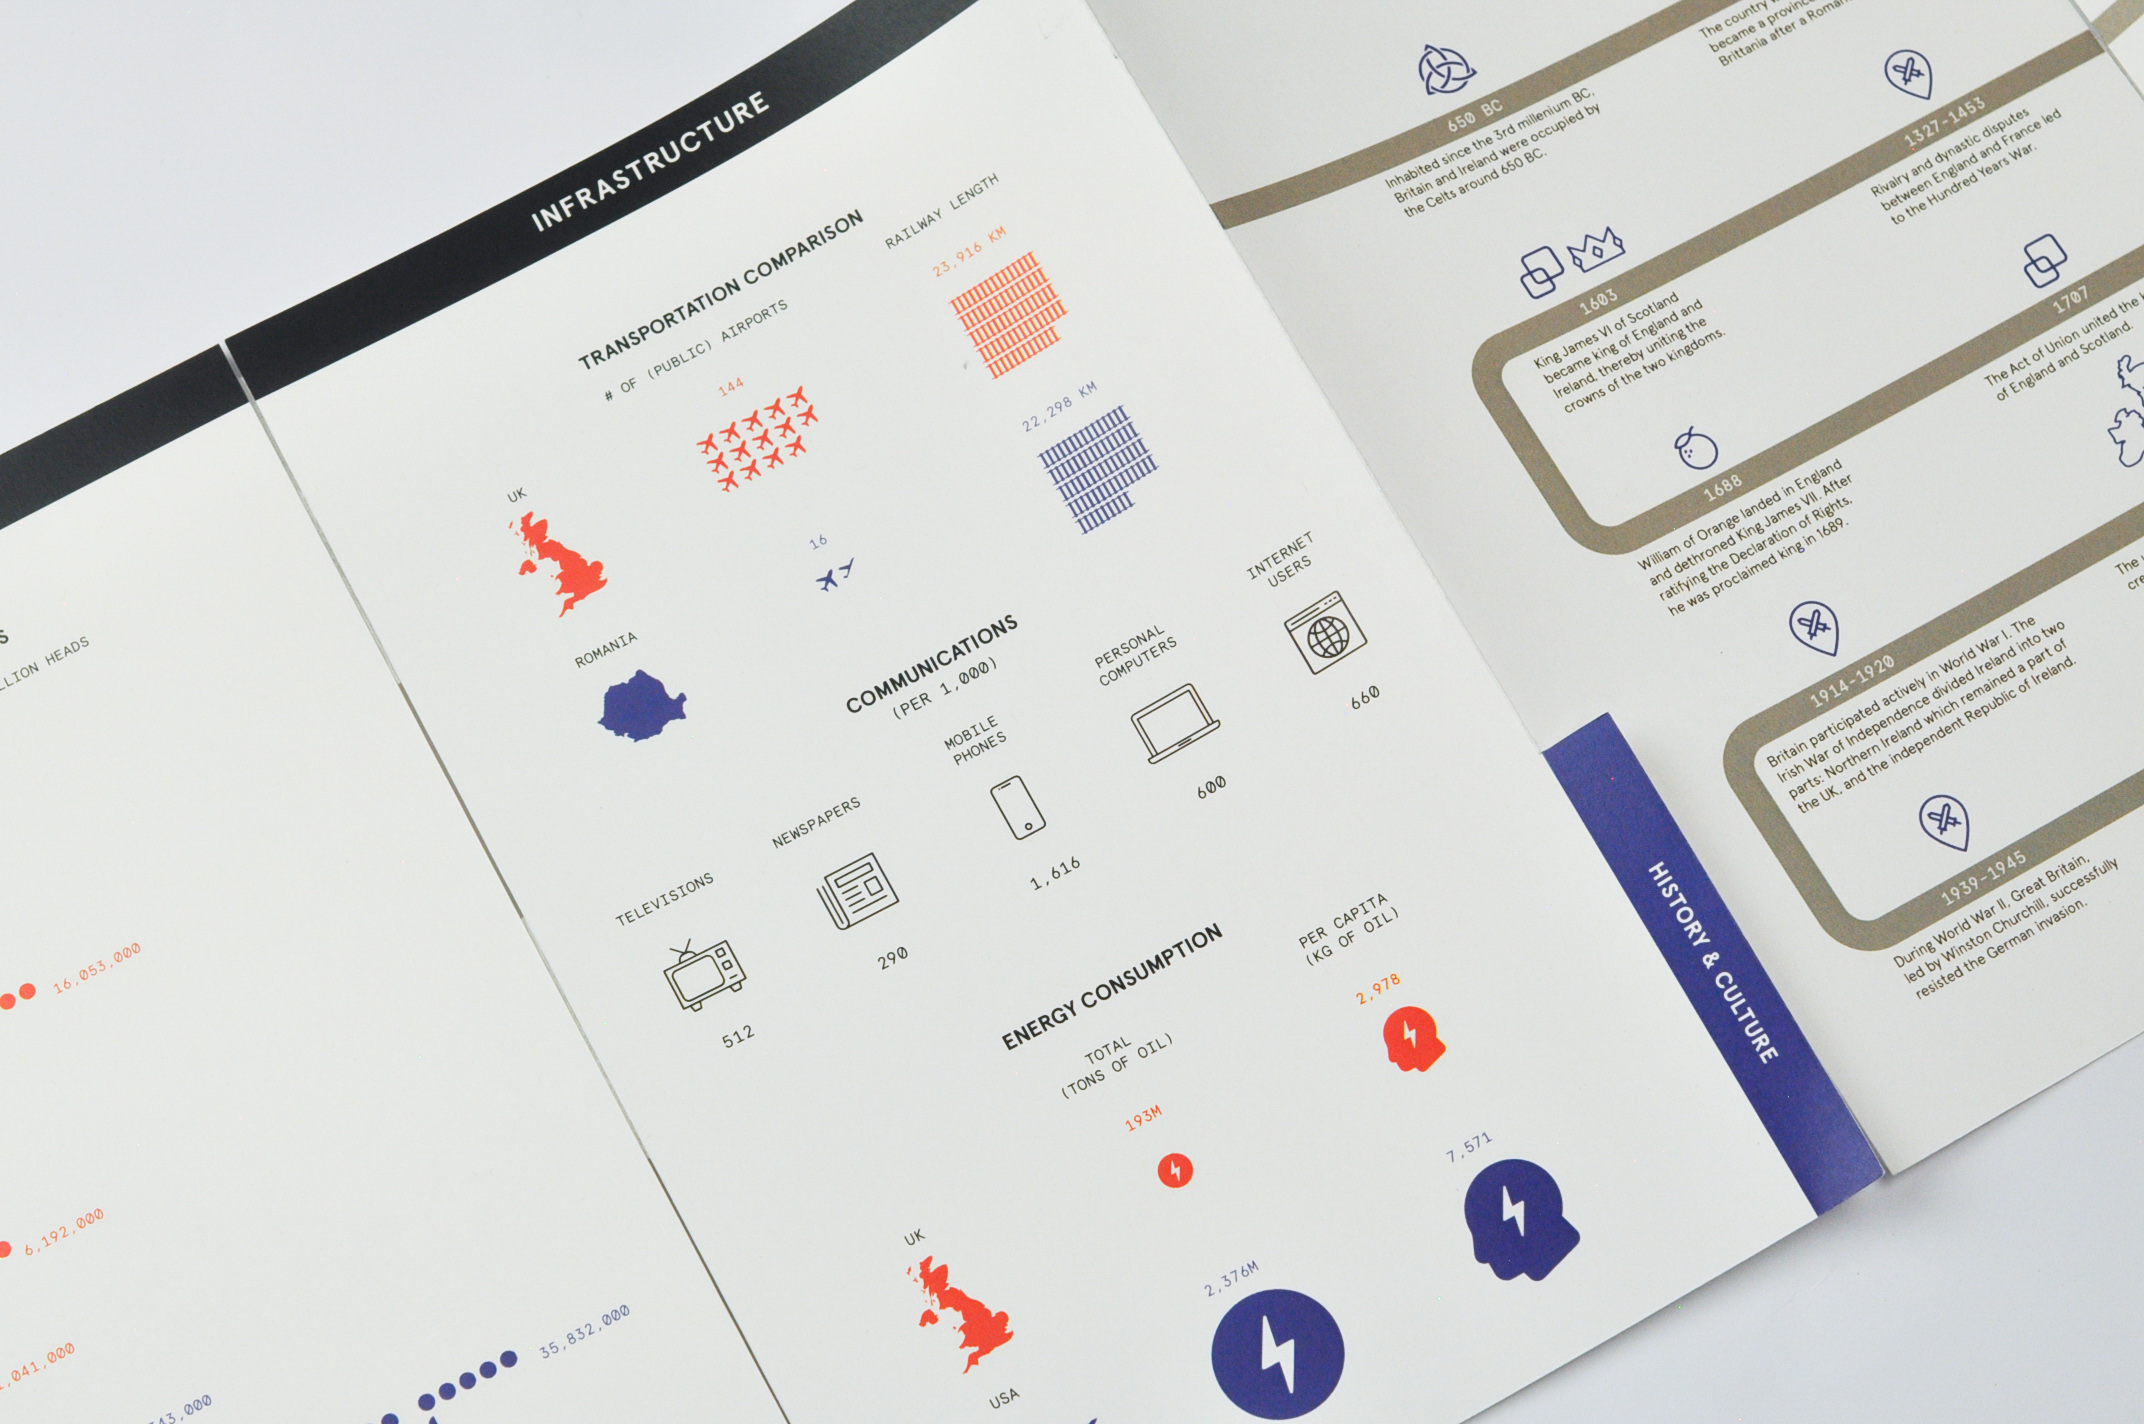 LLION HEADS
16,053,000
6,192,000
,041,000
43,000
35,832,000
INFRASTRUCTURE
TRANSPORTATION COMPARISON
# OF (PUBLIC) AIRPORTS
RAILWAY LENGTH
144
23,916 KM
UK
16
22,298 KM
ROMANIA
COMMUNICATIONS
(PER 1,000)
TELEVISIONS
512
NEWSPAPERS
290
MOBILE
PHONES
1,616
PERSONAL
COMPUTERS
600
INTERNET
USERS
660
ENERGY CONSUMPTION
TOTAL
(TONS OF OIL)
PER CAPITA
(KG OF OIL)
193M
2,978
UK
2,376M
7,571
USA
HISTORY & CULTURE
650 BC
Inhabited since the 3rd millenium BC,
Britain and Ireland were occupied by
the Celts around 650 BC.
The country
became a province
Brittania after a Roman
1327-1453
Rivalry and dynastic disputes
between England and France led
to the Hundred Years War.
1603
King James VI of Scotland
became king of England and
Ireland, thereby uniting the
crowns of the two kingdoms.
1707
The Act of Union united the
of England and Scotland.
1688
William of Orange landed in England
and dethroned King James VII. After
ratifying the Declaration of Rights,
he was proclaimed king in 1689.
The
cre
1914-1920
Britain participated actively in World War I. The
Irish War of Independence divided Ireland into two
parts: Northern Ireland which remained a part of
the UK, and the independent Republic of Ireland.
1939-1945
During World War II, Great Britain,
led by Winston Churchill, successfully
resisted the German invasion.